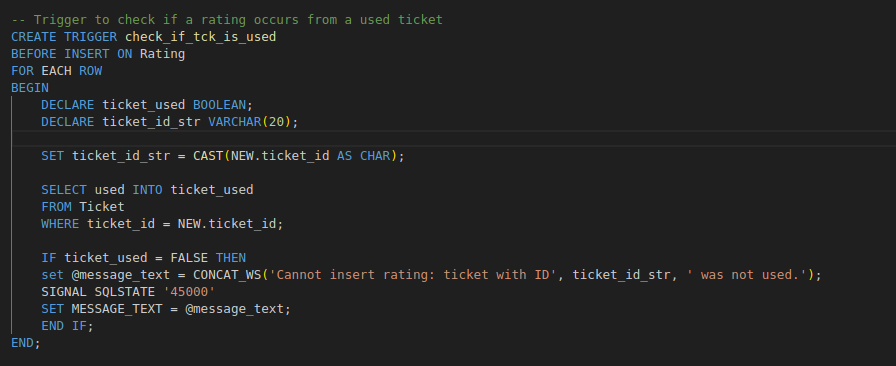 -- Trigger to check if a rating occurs from a used ticket
CREATE TRIGGER check_if_tck_is_used
BEFORE INSERT ON Rating
FOR EACH ROW
BEGIN
    DECLARE ticket_used BOOLEAN;
    DECLARE ticket_id_str VARCHAR(20);

    SET ticket_id_str = CAST(NEW.ticket_id AS CHAR);

    SELECT used INTO ticket_used
    FROM Ticket
    WHERE ticket_id = NEW.ticket_id;

    IF ticket_used = FALSE THEN
    set @message_text = CONCAT_WS('Cannot insert rating: ticket with ID', ticket_id_str, ' was not used.');
    SIGNAL SQLSTATE '45000'
    SET MESSAGE_TEXT = @message_text;
    END IF;
END;